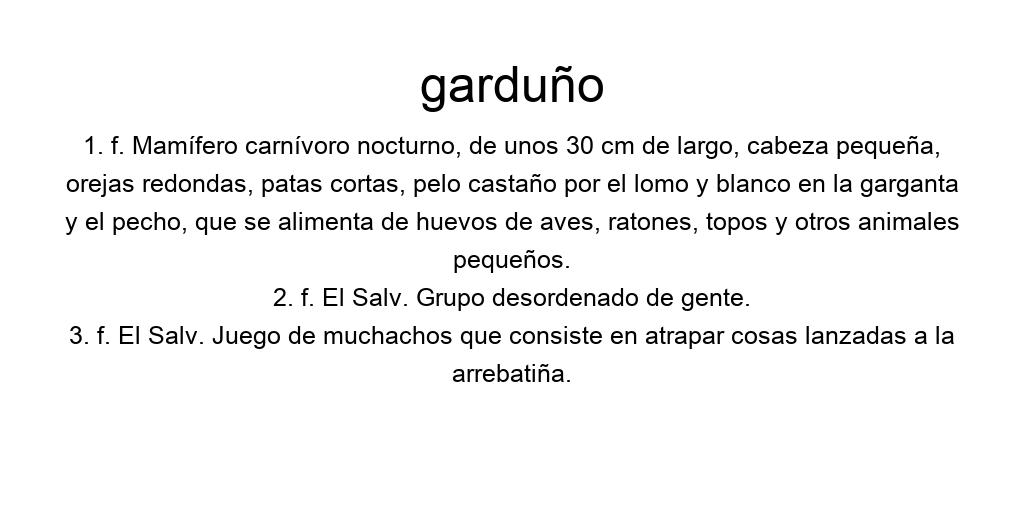 garduño
1. f. Mamífero carnívoro nocturno, de unos 30 cm de largo, cabeza pequeña,
orejas redondas, patas cortas, pelo castaño por el lomo y blanco en la garganta
y el pecho, que se alimenta de huevos de aves, ratones, topos y otros animales
pequeños.
2. f. El Salv. Grupo desordenado de gente.
3. f. El Salv. Juego de muchachos que consiste en atrapar cosas lanzadas a la
arrebatiña.